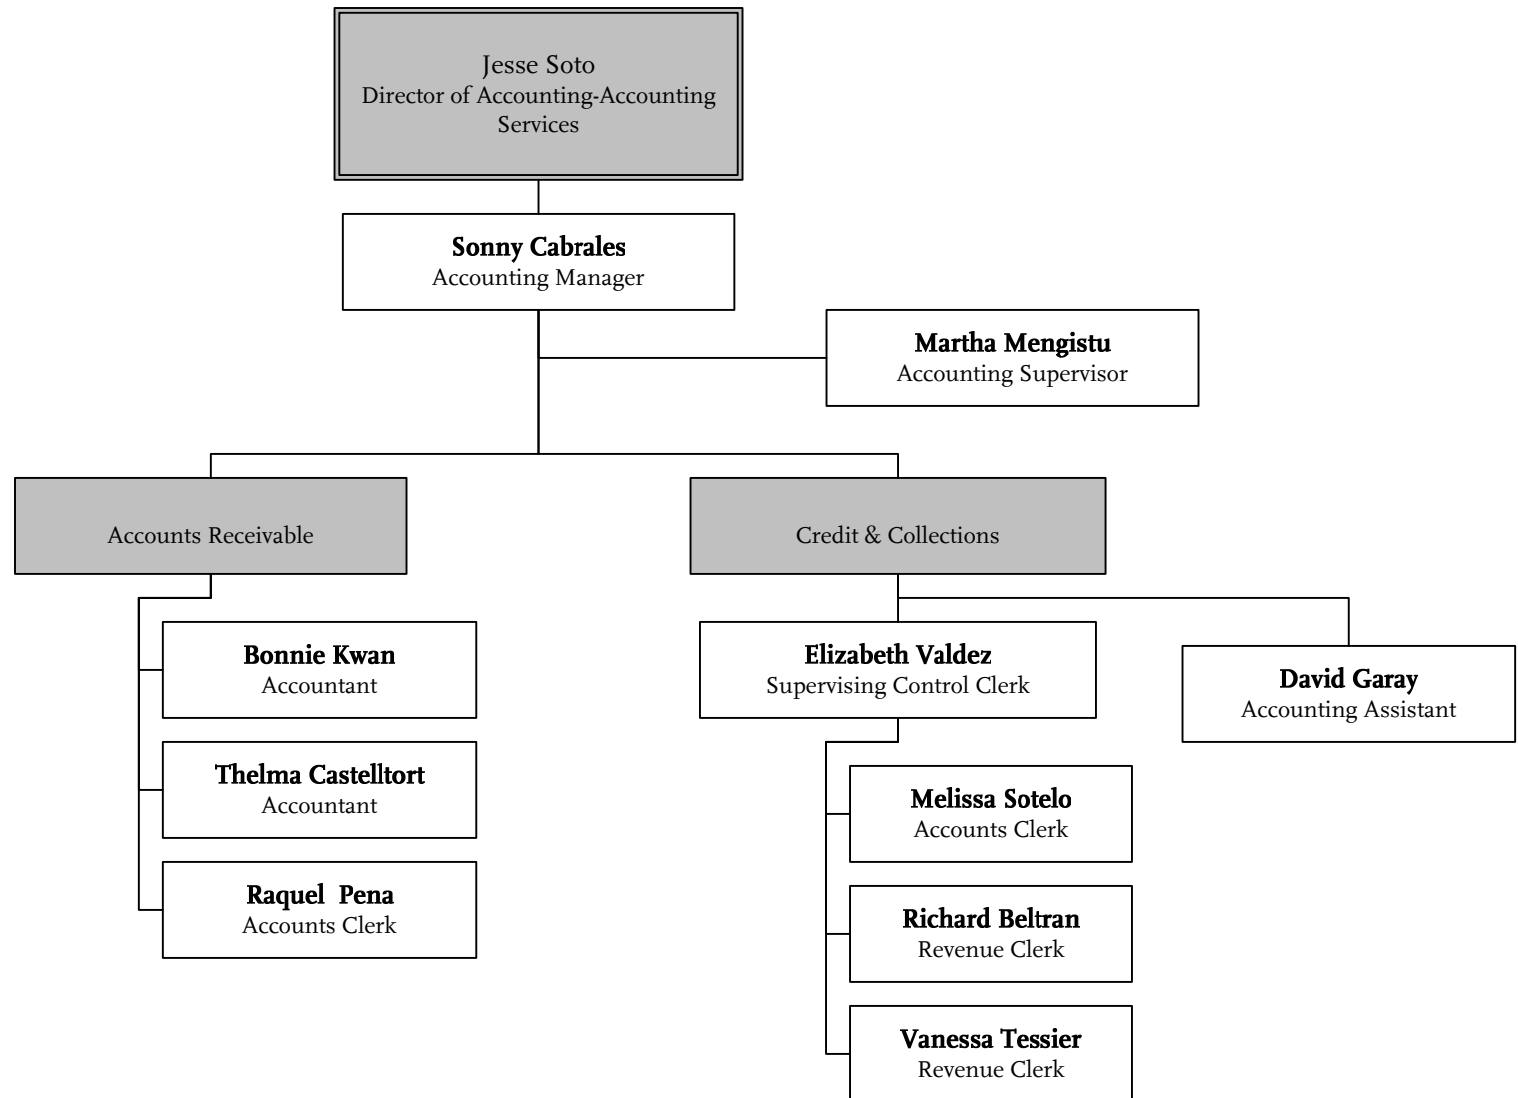 Jesse Soto
Director of Accounting-Accounting
Services
Sonny Cabrales
Accounting Manager
Martha Mengistu
Accounting Supervisor
Accounts Receivable
Credit & Collections
Bonnie Kwan
Accountant
Thelma Castelltort
Accountant
Raquel  Pena
Accounts Clerk
Elizabeth Valdez
Supervising Control Clerk
David Garay
Accounting Assistant
Melissa Sotelo
Accounts Clerk
Richard Beltran
Revenue Clerk
Vanessa Tessier
Revenue Clerk